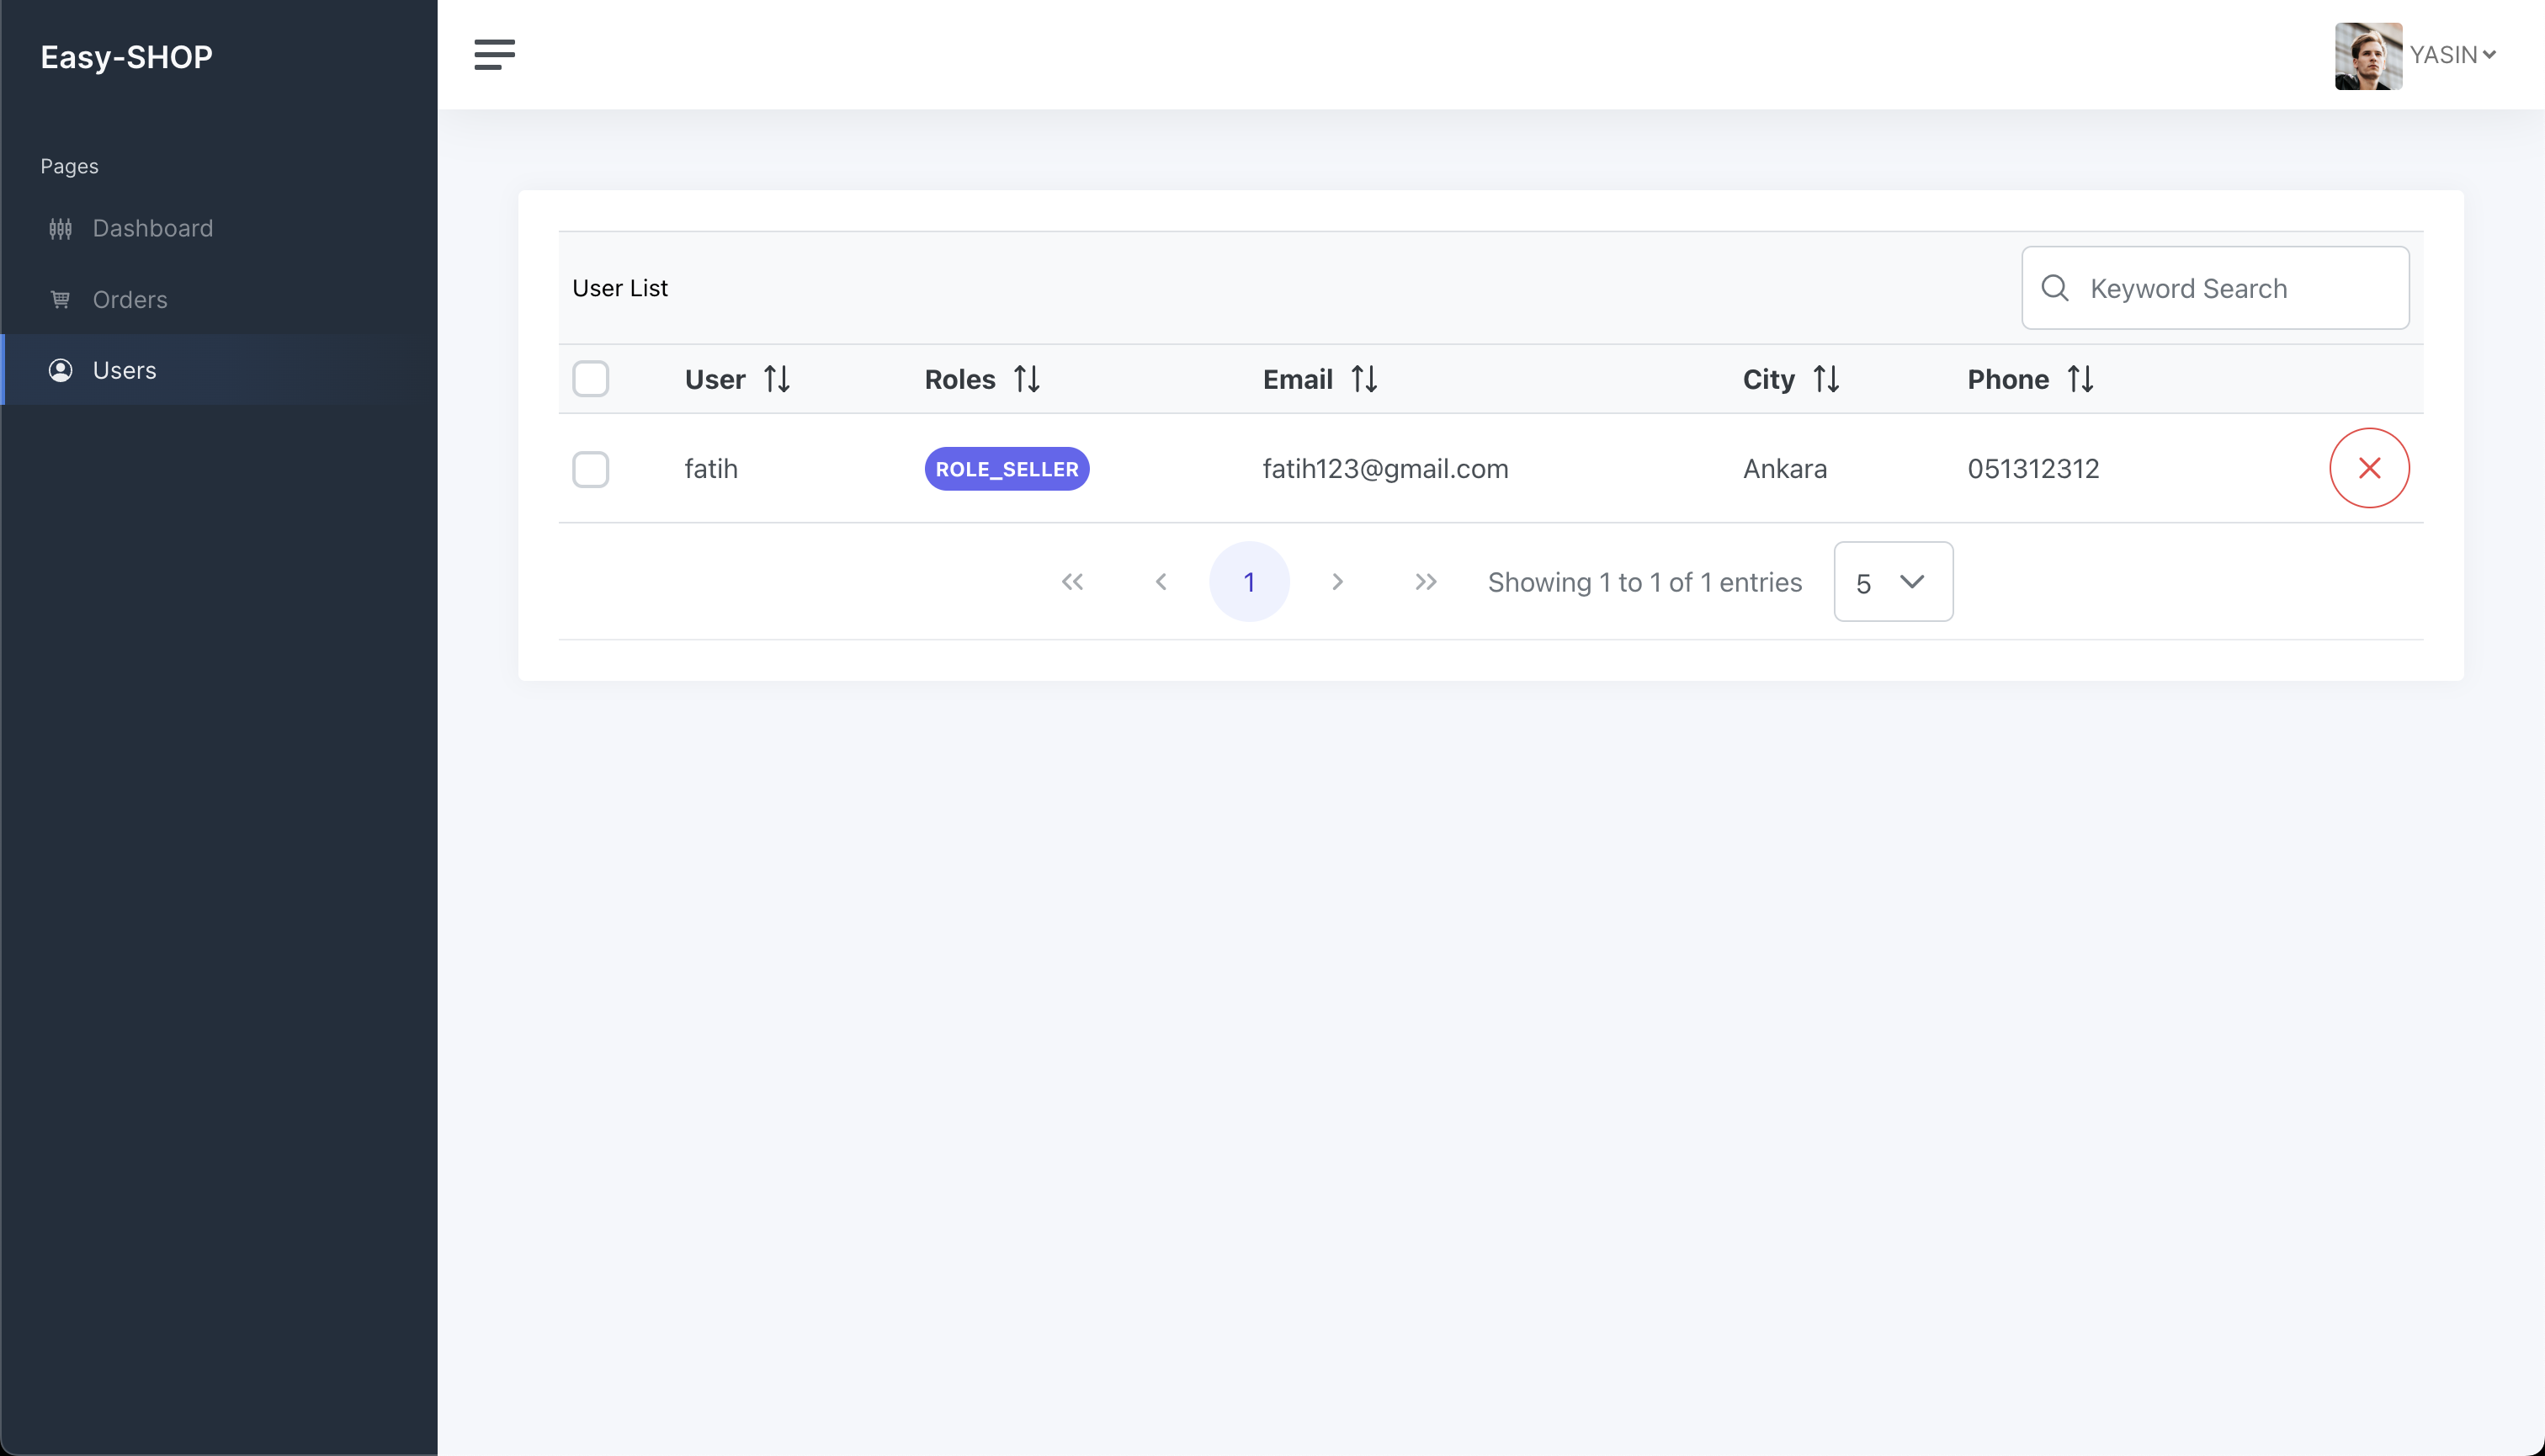 Easy-SHOP
YASIN
Pages
Dashboard
Orders
Users
User List
Keyword Search
User Roles Email City Phone
fatih ROLE_SELLER fatih123@gmail.com Ankara 051312312
1 Showing 1 to 1 of 1 entries 5